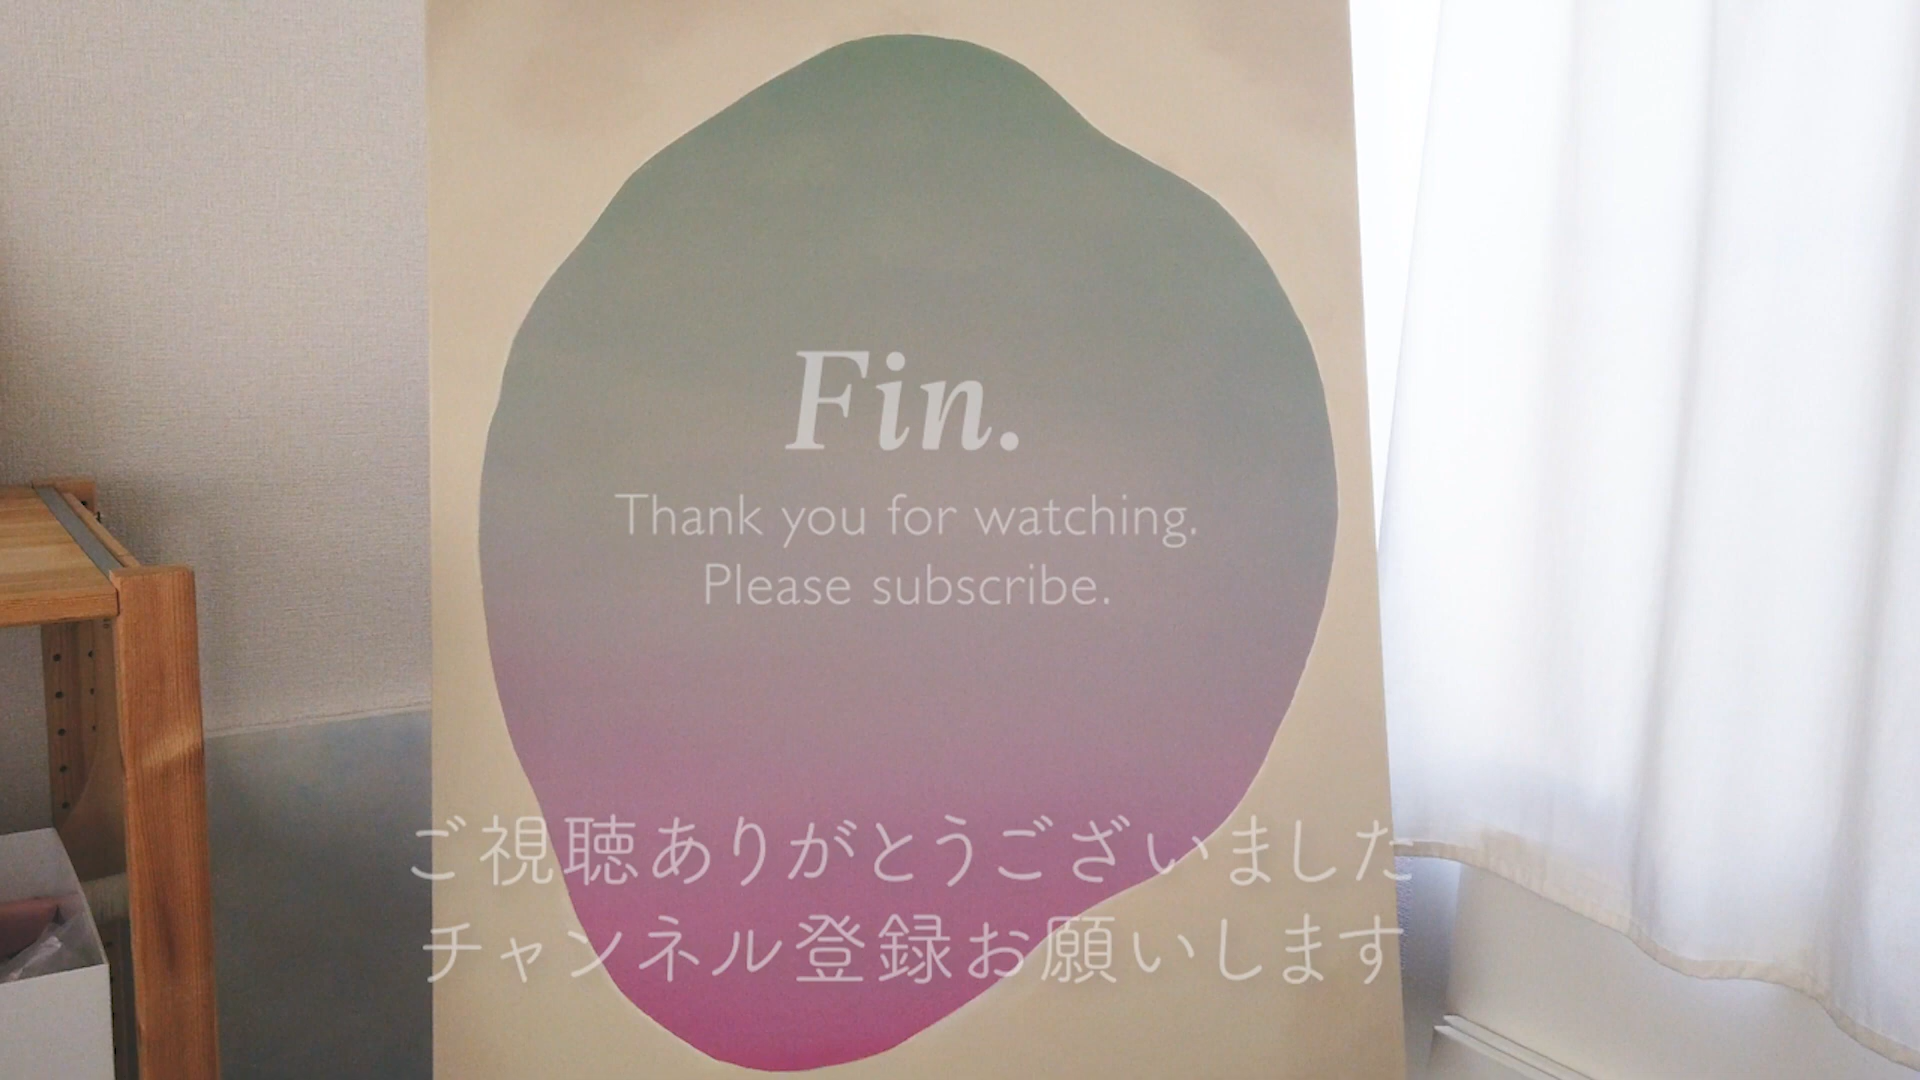 Fin.
Thank you for watching.
Please subscribe.
ご視聴ありがとうございました
チャンネル登録お願いします